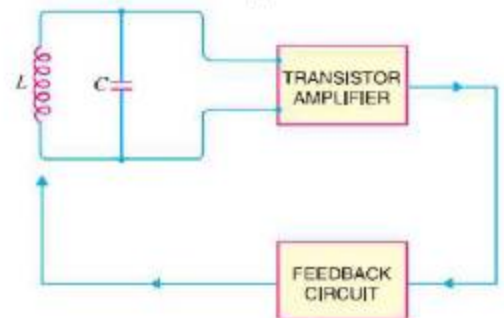 L
C
TRANSISTOR
AMPLIFIER
FEEDBACK
CIRCUIT